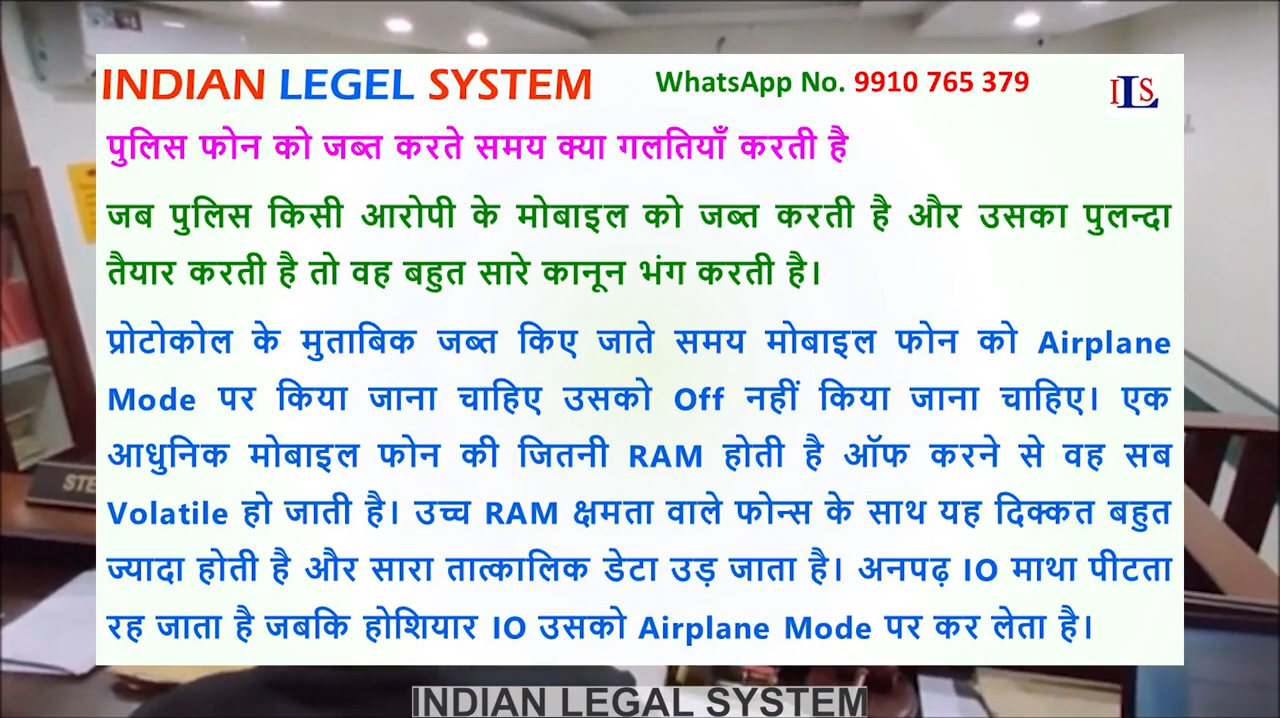 INDIAN LEGEL SYSTEM WhatsApp No. 9910 765 379 ILS
पुलिस फोन को जब्त करते समय क्या गलतियाँ करती है
जब पुलिस किसी आरोपी के मोबाइल को जब्त करती है और उसका पुलन्दा
तैयार करती है तो वह बहुत सारे कानून भंग करती है।
प्रोटोकोल के मुताबिक जब्त किए जाते समय मोबाइल फोन को Airplane
Mode पर किया जाना चाहिए उसको Off नहीं किया जाना चाहिए। एक
आधुनिक मोबाइल फोन की जितनी RAM होती है ऑफ करने से वह सब
Volatile हो जाती है। उच्च RAM क्षमता वाले फोन्स के साथ यह दिक्कत बहुत
ज्यादा होती है और सारा तात्कालिक डेटा उड़ जाता है। अनपढ़ IO माथा पीटता
रह जाता है जबकि होशियार IO उसको Airplane Mode पर कर लेता है।
INDIAN LEGAL SYSTEM